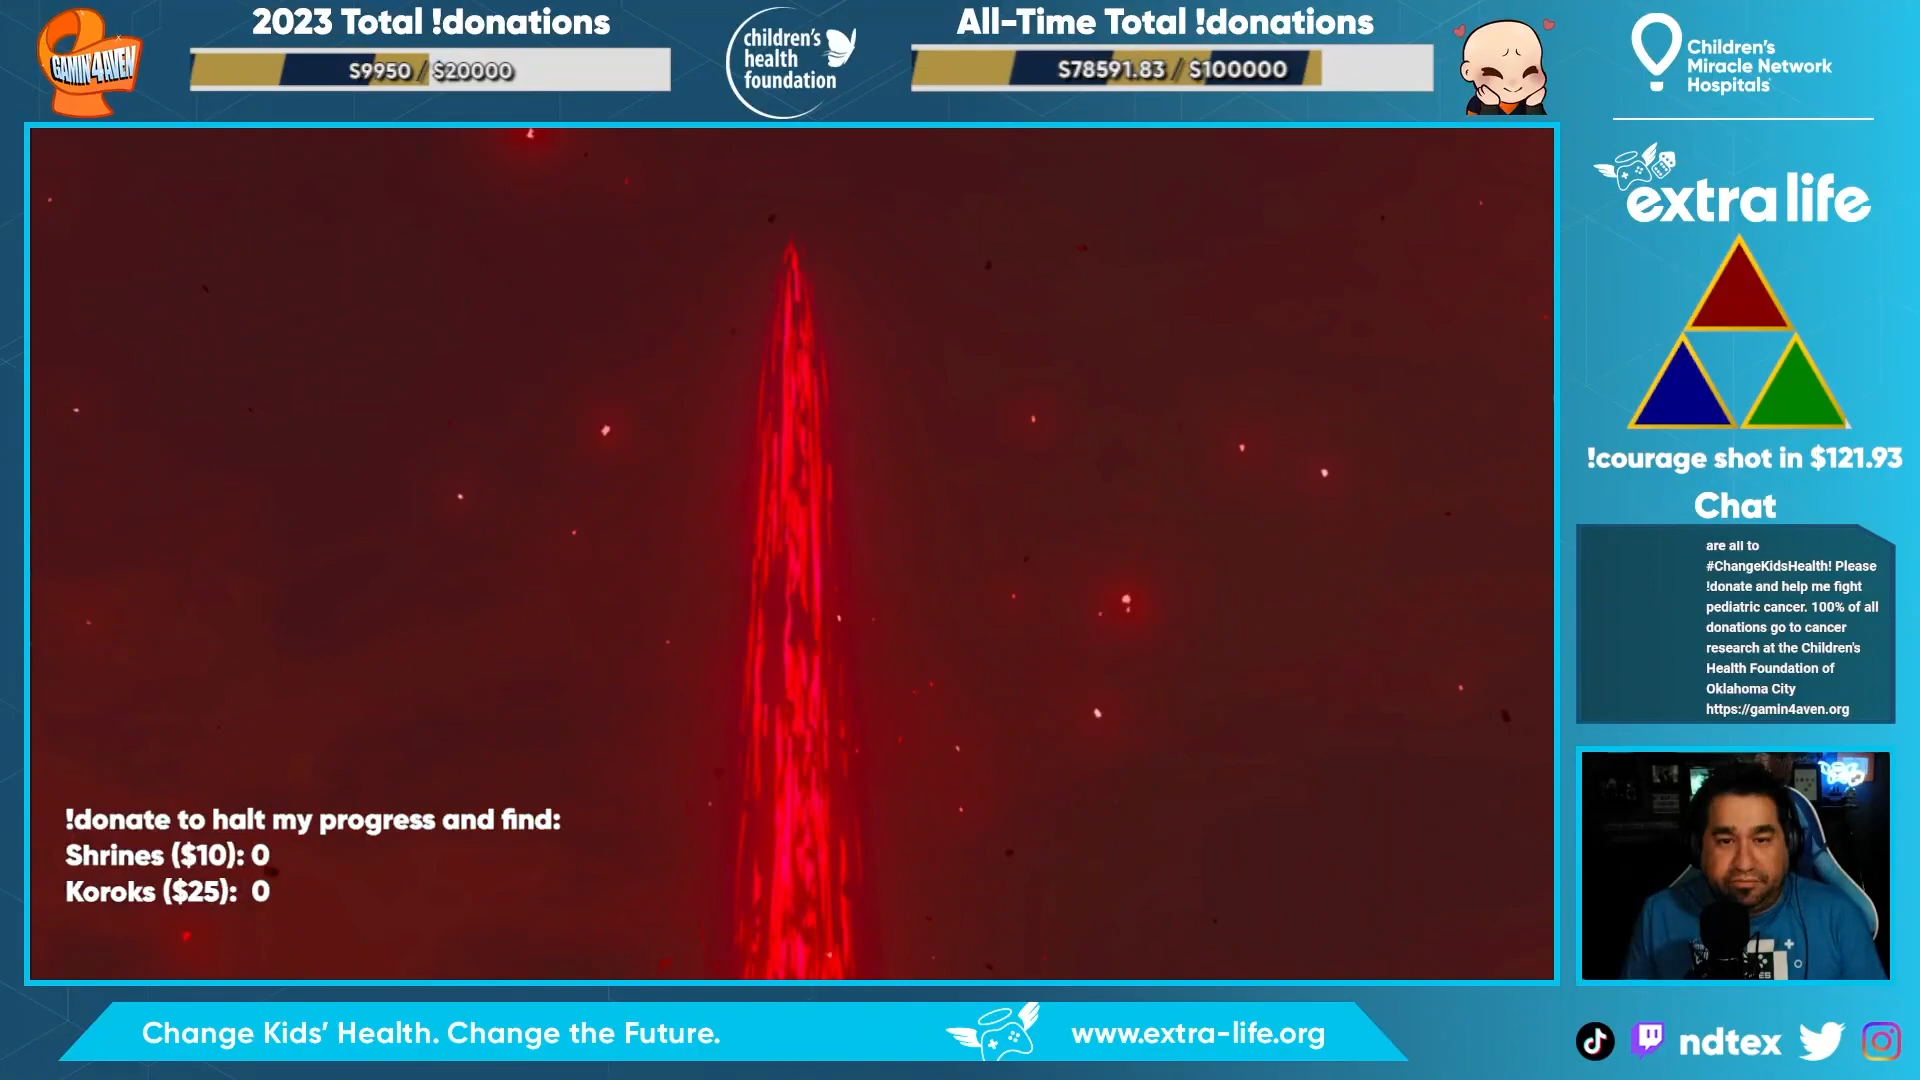 2023 Total !donations
$9950 / $20000
GAMIN4AVEN
children's
health
foundation
All-Time Total !donations
$78591.83 / $100000
Children's
Miracle Network
Hospitals
extra life
!courage shot in $121.93
Chat
are all to
#ChangeKidsHealth! Please
!donate and help me fight
pediatric cancer. 100% of all
donations go to cancer
research at the Children's
Health Foundation of
Oklahoma City
https://gamin4aven.org
!donate to halt my progress and find:
Shrines ($10): 0
Koroks ($25): 0
Change Kids' Health. Change the Future.
www.extra-life.org
ndtex